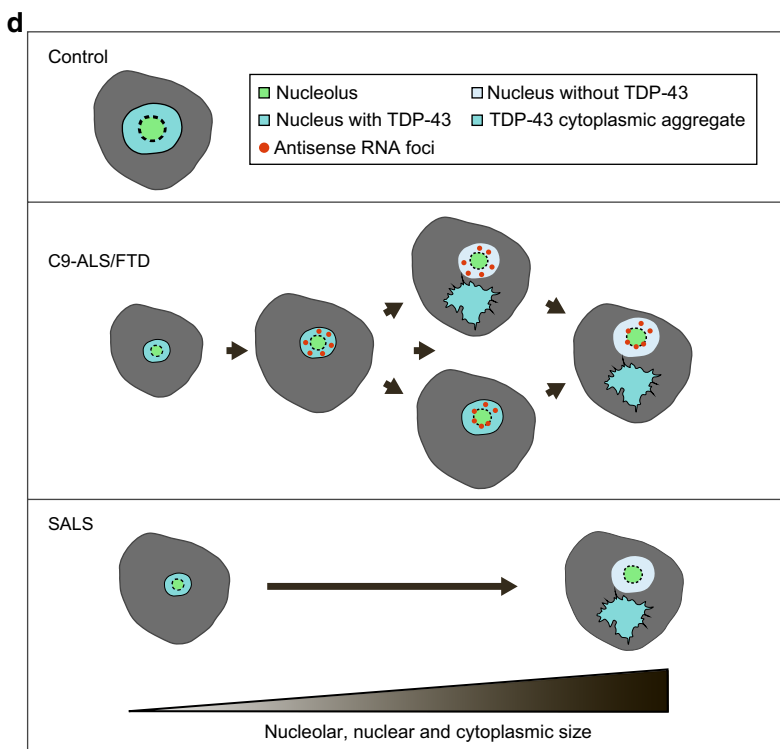 d
Control
Nucleolus
Nucleus without TDP-43
Nucleus with TDP-43
TDP-43 cytoplasmic aggregate
Antisense RNA foci
C9-ALS/FTD
SALS
Nucleolar, nuclear and cytoplasmic size